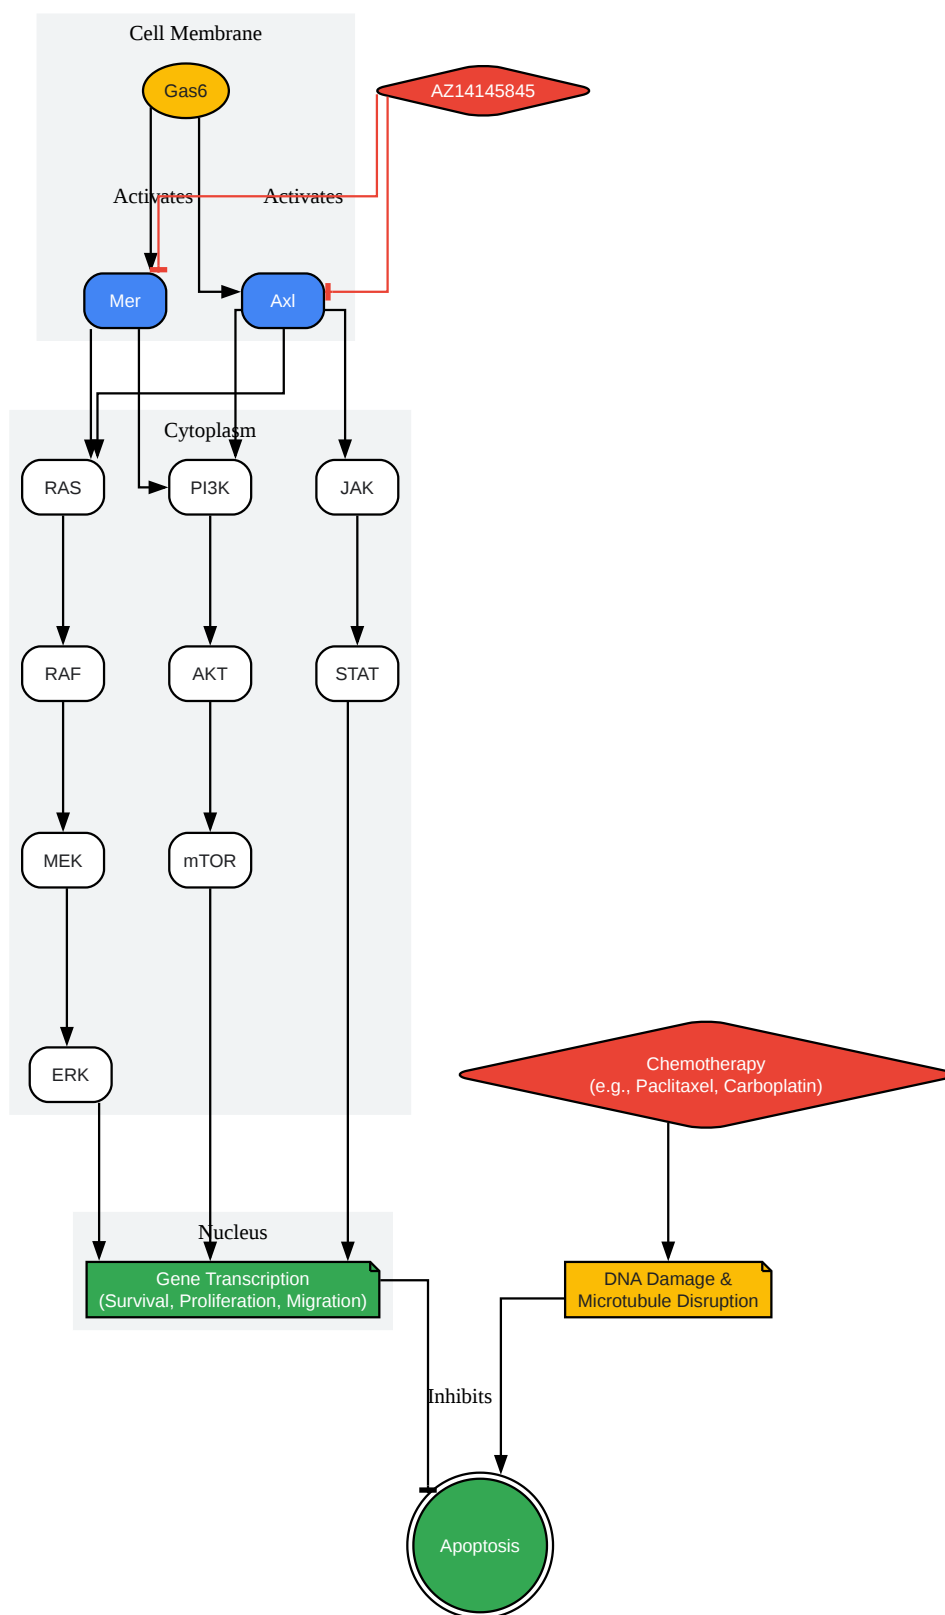 Cell Membrane
Gas6
AZ14145845
Activates
Activates
Mer
Axl
Cytoplasm
RAS
PI3K
JAK
RAF
AKT
STAT
MEK
mTOR
ERK
Chemotherapy
(e.g., Paclitaxel, Carboplatin)
Nucleus
Gene Transcription
(Survival, Proliferation, Migration)
DNA Damage &
Microtubule Disruption
Inhibits
Apoptosis